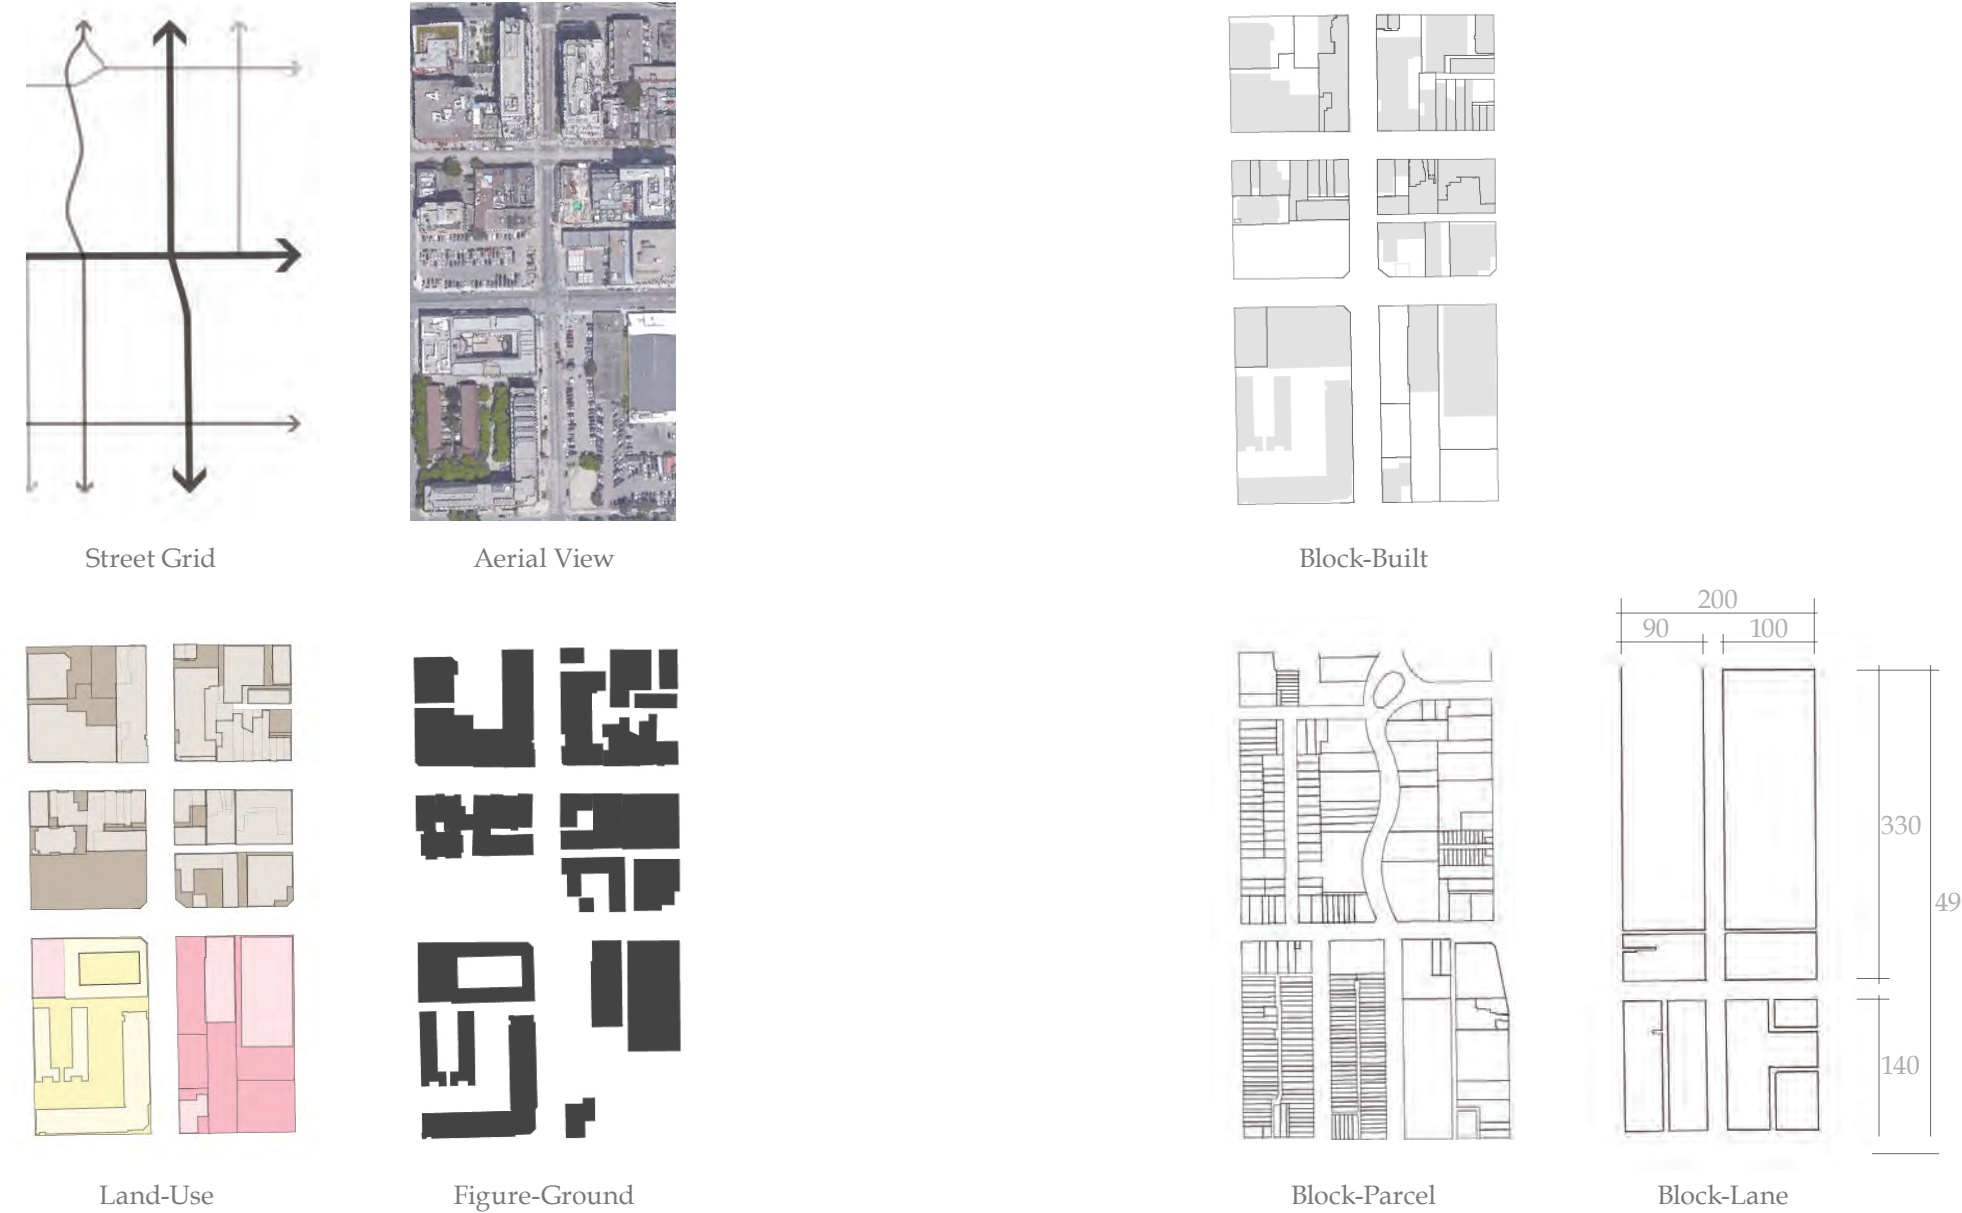 Street Grid
Aerial View
Block-Built
200
90
100
330
49
140
Land-Use
Figure-Ground
Block-Parcel
Block-Lane